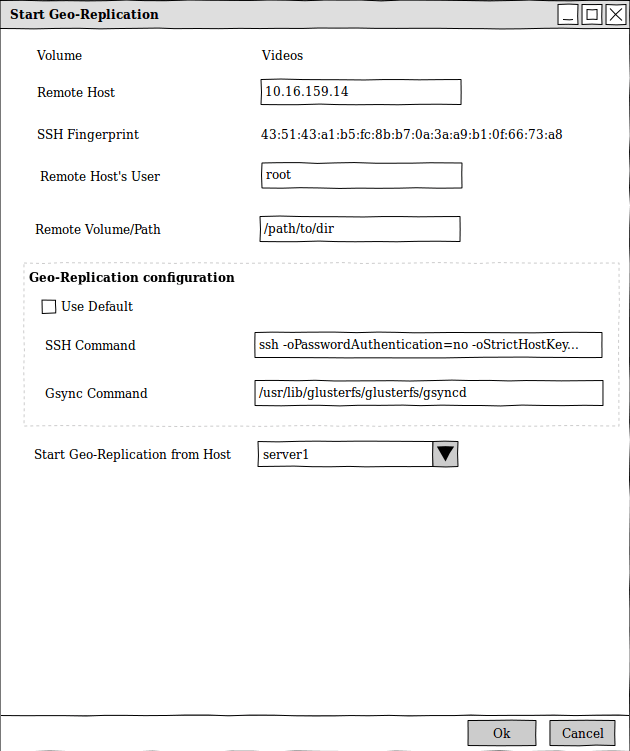 Start Geo-Replication
Volume Videos
Remote Host 10.16.159.14
SSH Fingerprint 43:51:43:a1:b5:fc:8b:b7:0a:3a:a9:b1:0f:66:73:a8
Remote Host's User root
Remote Volume/Path /path/to/dir
Geo-Replication configuration
Use Default
SSH Command ssh -oPasswordAuthentication=no -oStrictHostKey...
Gsync Command /usr/lib/glusterfs/glusterfs/gsyncd
Start Geo-Replication from Host server1
Ok Cancel